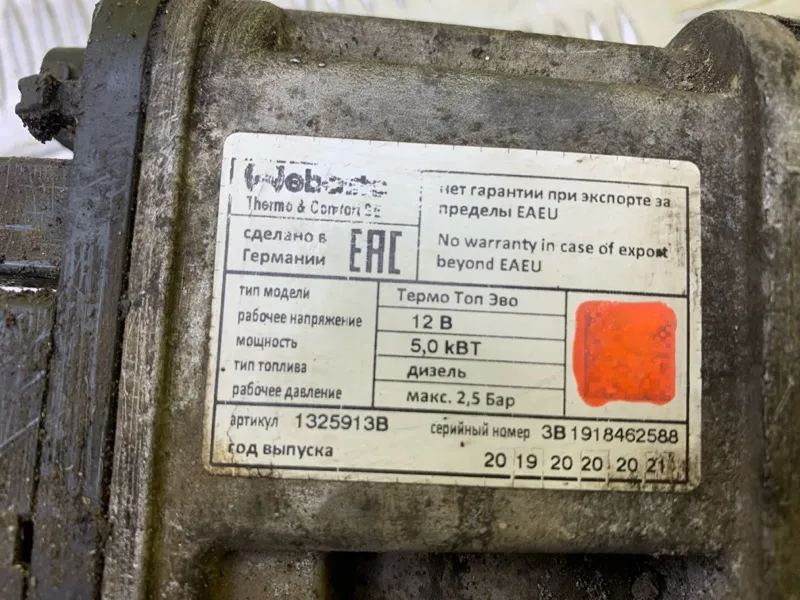 Webasto
Thermo & Comfort SE
сделано в
Германии
EAC
нет гарантии при экспорте за
пределы EAEU
No warranty in case of export
beyond EAEU
тип модели Термо Топ Эво
рабочее напряжение 12 В
мощность 5,0 кВТ
тип топлива дизель
рабочее давление макс. 2,5 Бар
артикул 1325913B серийный номер 3B 1918462588
год выпуска 20 19 20 20 20 21